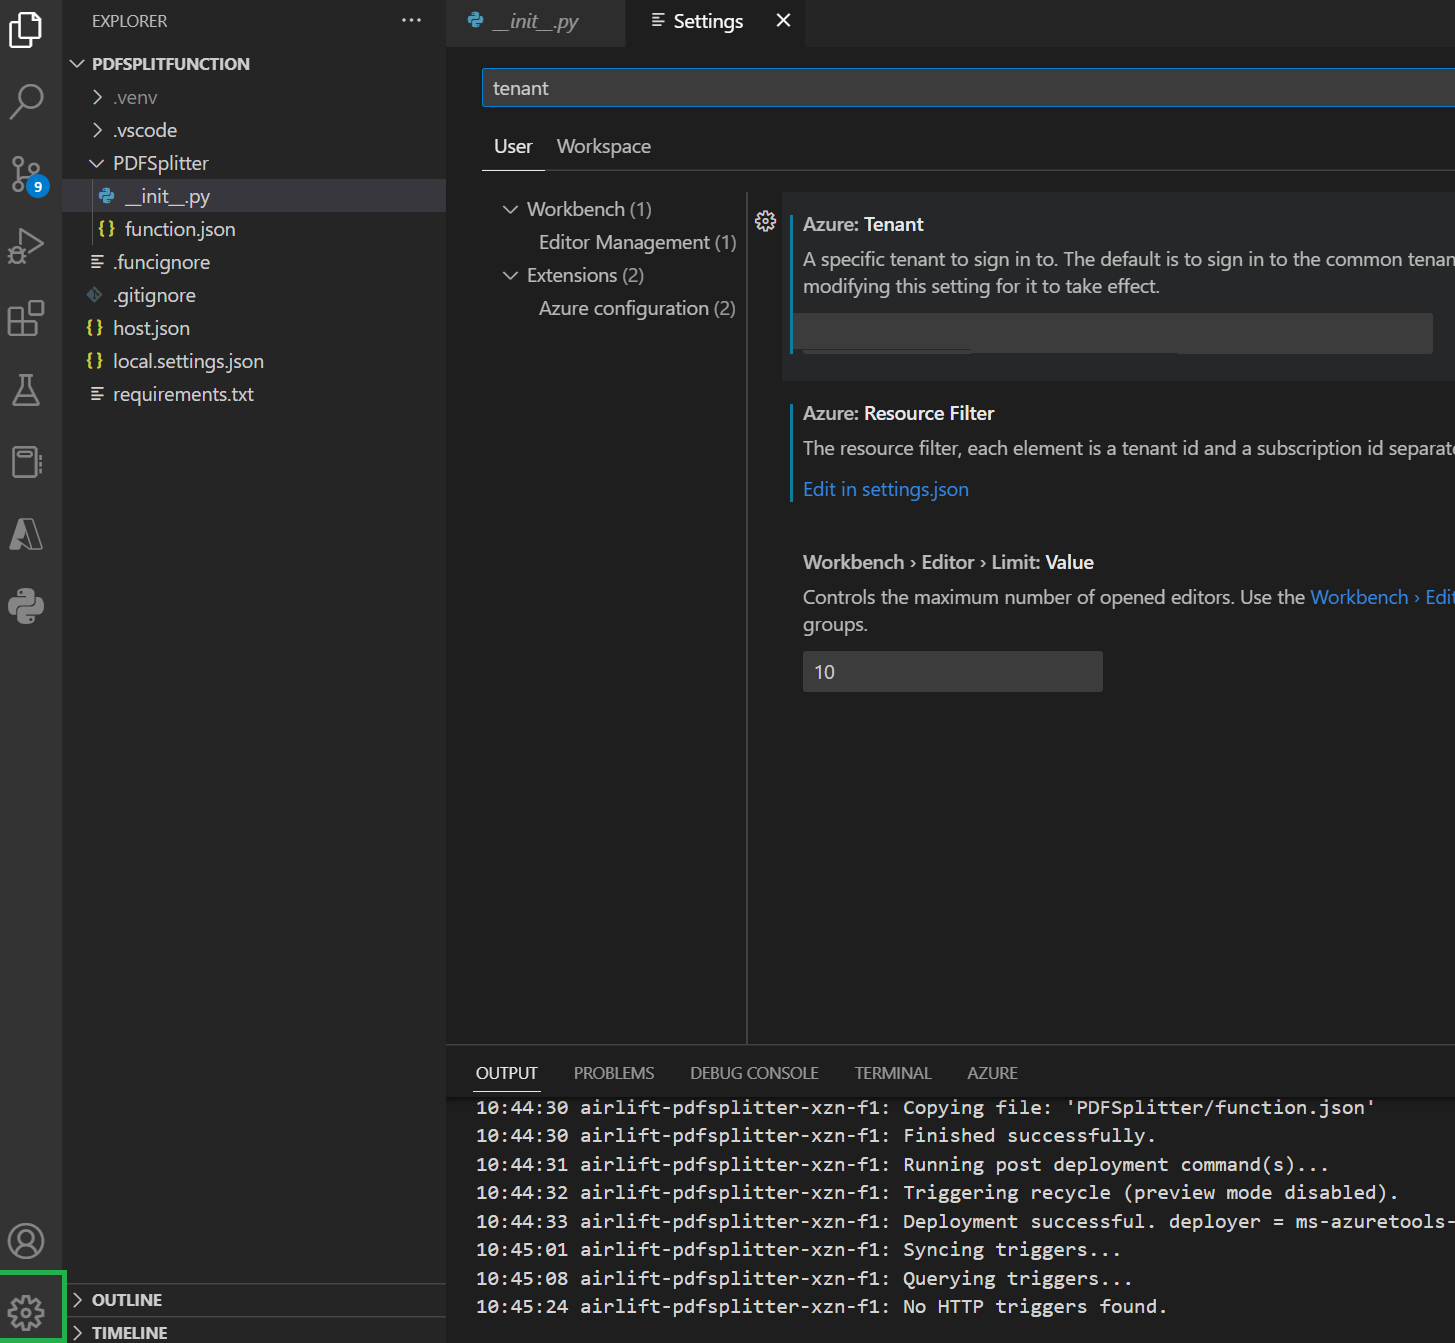 EXPLORER
PDFSPLITFUNCTION
.venv
.vscode
PDFSplitter
__init__.py
function.json
.funcignore
.gitignore
host.json
local.settings.json
requirements.txt
9
OUTLINE
TIMELINE
__init__.py
Settings
tenant
User
Workspace
Workbench (1)
Editor Management (1)
Extensions (2)
Azure configuration (2)
Azure: Tenant
A specific tenant to sign in to. The default is to sign in to the common tenan
modifying this setting for it to take effect.
Azure: Resource Filter
The resource filter, each element is a tenant id and a subscription id separate
Edit in settings.json
Workbench › Editor › Limit: Value
Controls the maximum number of opened editors. Use the Workbench › Edit
groups.
10
OUTPUT PROBLEMS DEBUG CONSOLE TERMINAL AZURE
10:44:30 airlift-pdfsplitter-xzn-f1: Copying file: 'PDFSplitter/function.json'
10:44:30 airlift-pdfsplitter-xzn-f1: Finished successfully.
10:44:31 airlift-pdfsplitter-xzn-f1: Running post deployment command(s)...
10:44:32 airlift-pdfsplitter-xzn-f1: Triggering recycle (preview mode disabled).
10:44:33 airlift-pdfsplitter-xzn-f1: Deployment successful. deployer = ms-azuretools-
10:45:01 airlift-pdfsplitter-xzn-f1: Syncing triggers...
10:45:08 airlift-pdfsplitter-xzn-f1: Querying triggers...
10:45:24 airlift-pdfsplitter-xzn-f1: No HTTP triggers found.